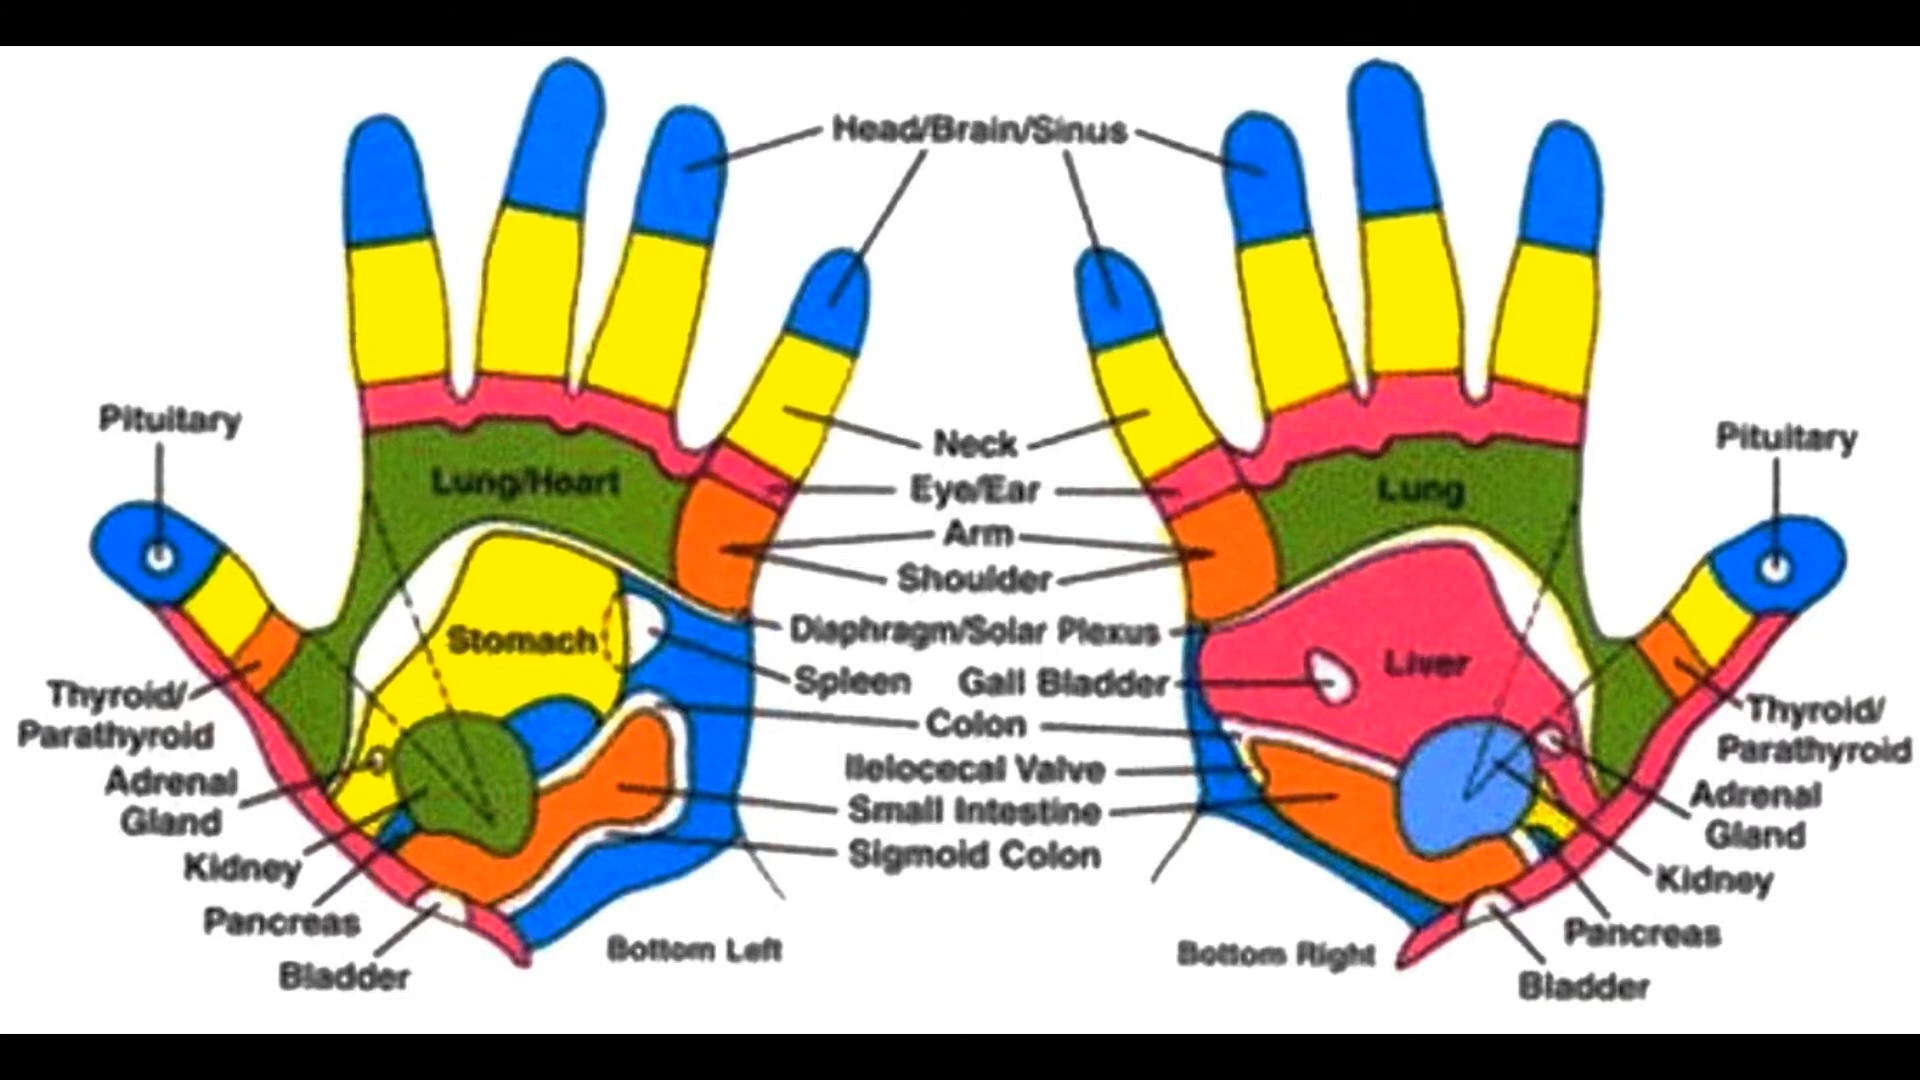 Head/Brain/Sinus
Pituitary
Pituitary
Neck
Lung/Heart
Eye/Ear
Lung
Arm
Shoulder
Stomach
Diaphragm/Solar Plexus
Liver
Spleen
Gall Bladder
Thyroid/
Parathyroid
Colon
Thyroid/
Parathyroid
Ilelocecal Valve
Adrenal
Gland
Small Intestine
Adrenal
Gland
Sigmoid Colon
Kidney
Kidney
Pancreas
Pancreas
Bottom Left
Bottom Right
Bladder
Bladder